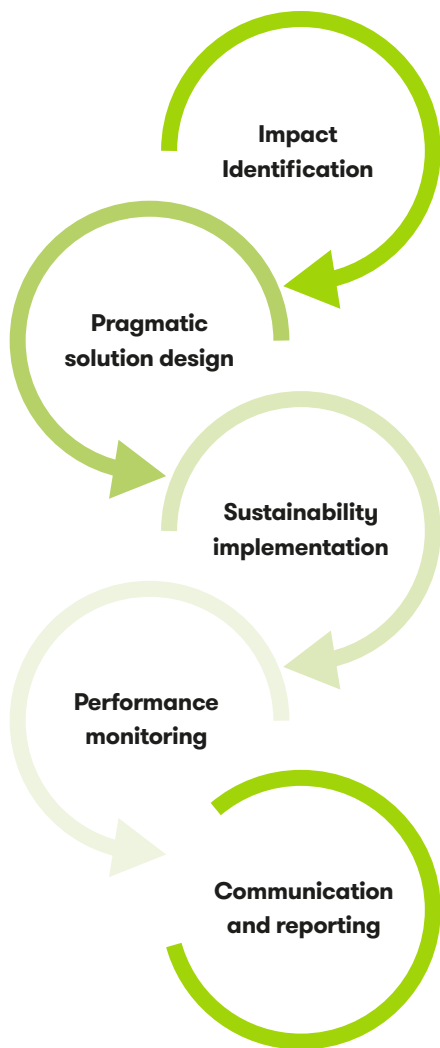 Impact
Identification
Pragmatic
solution design
Sustainability
implementation
Performance
monitoring
Communication
and reporting